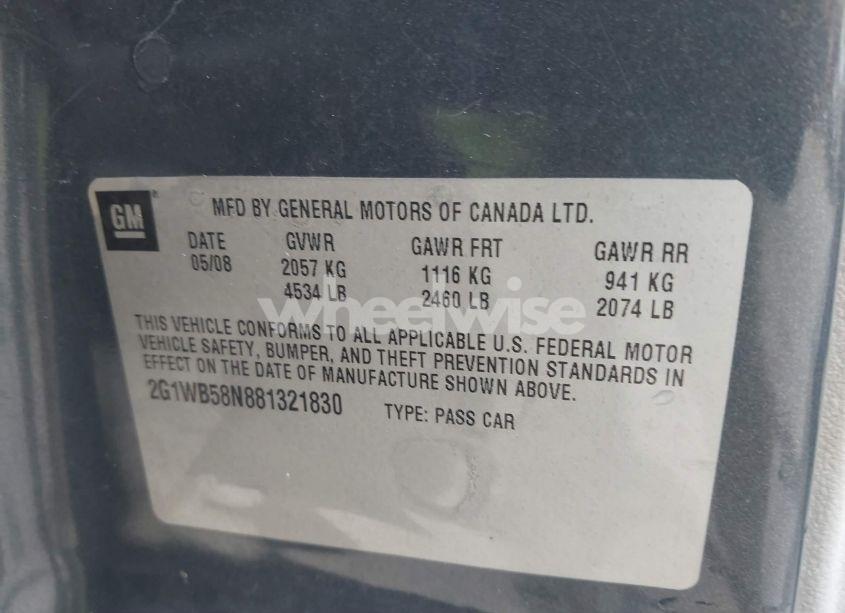 GM®
MFD BY GENERAL MOTORS OF CANADA LTD.
DATE GVWR GAWR FRT GAWR RR
05/08 2057 KG 1116 KG 941 KG
4534 LB 2460 LB 2074 LB
wheelwise
THIS VEHICLE CONFORMS TO ALL APPLICABLE U.S. FEDERAL MOTOR
VEHICLE SAFETY, BUMPER, AND THEFT PREVENTION STANDARDS IN
EFFECT ON THE DATE OF MANUFACTURE SHOWN ABOVE.
2G1WB58N881321830 TYPE: PASS CAR